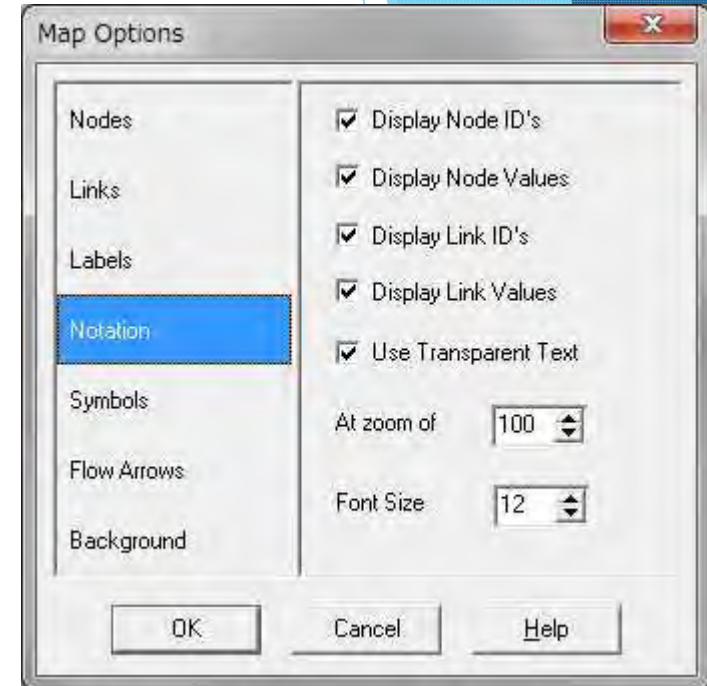 Map Options
Nodes
Links
Labels
Notation
Symbols
Flow Arrows
Background
Display Node ID's
Display Node Values
Display Link ID's
Display Link Values
Use Transparent Text
At zoom of 100
Font Size 12
OK Cancel Help